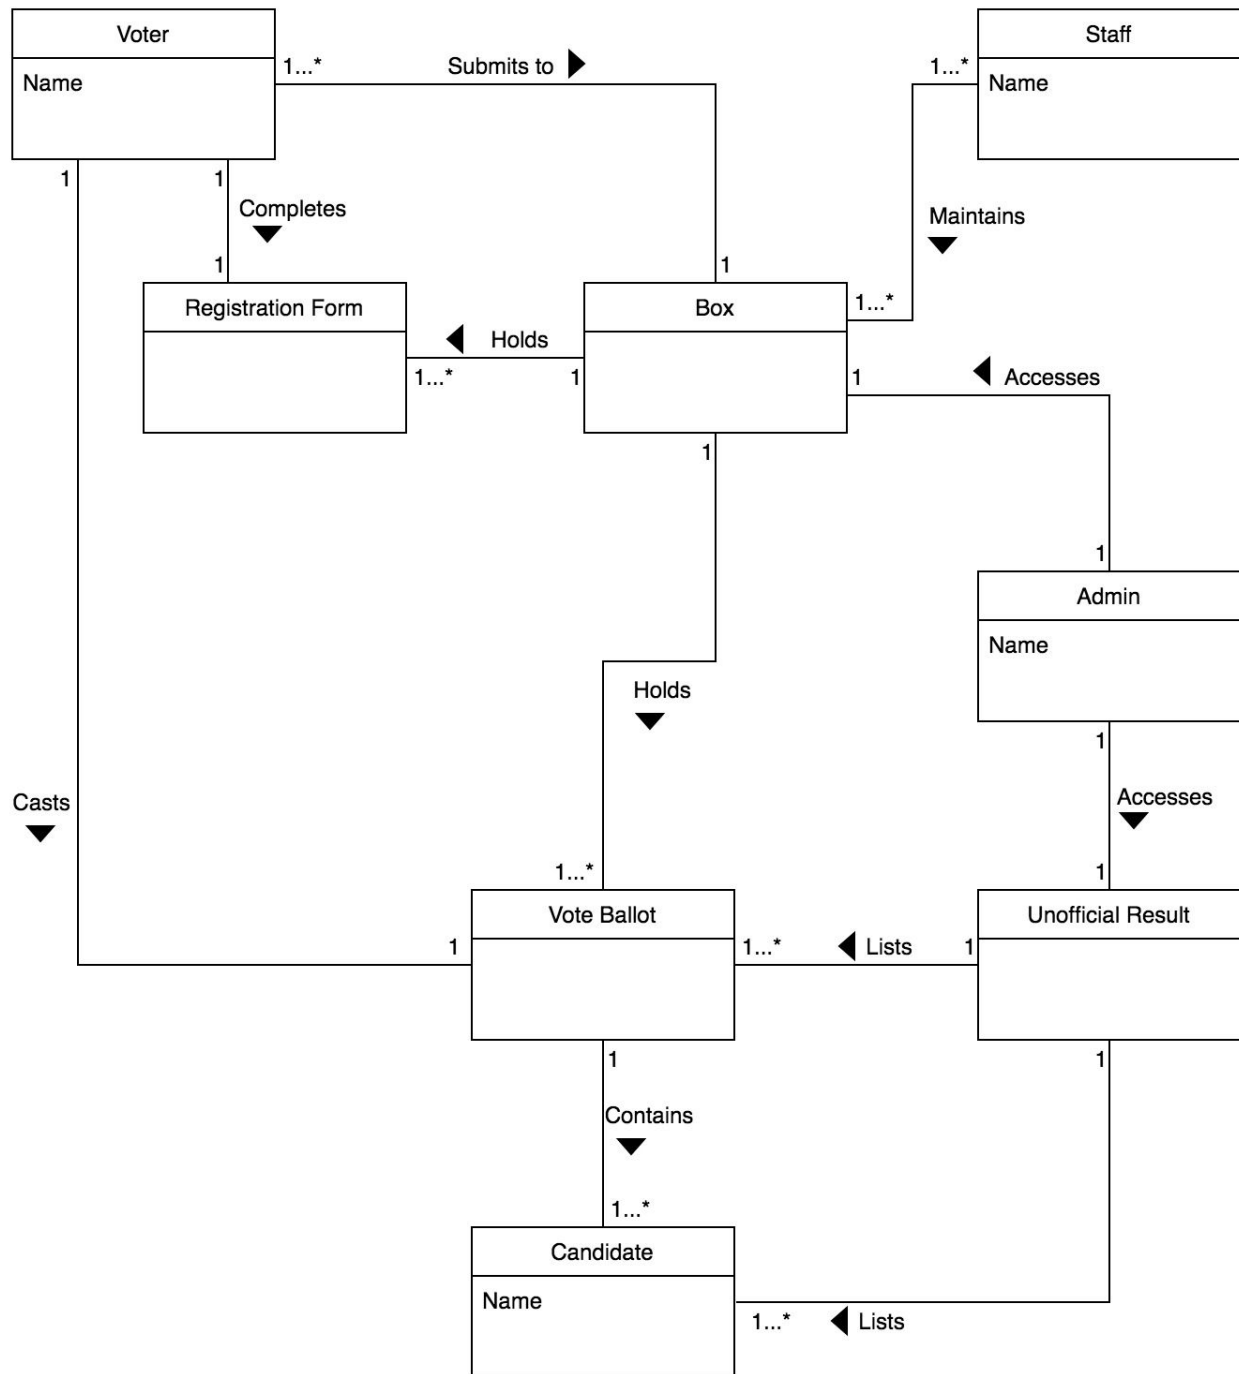 Voter
Staff
Name
1...*
Submits to
1...*
Name
1
1
Completes
Maintains
1
1
1...*
Registration Form
Box
Holds
1...*
1
1
Accesses
1
1
Admin
Name
Holds
1
Casts
Accesses
1...*
1
Vote Ballot
Unofficial Result
1
1...*
Lists
1
1
1
Contains
1...*
Candidate
Name
1...*
Lists